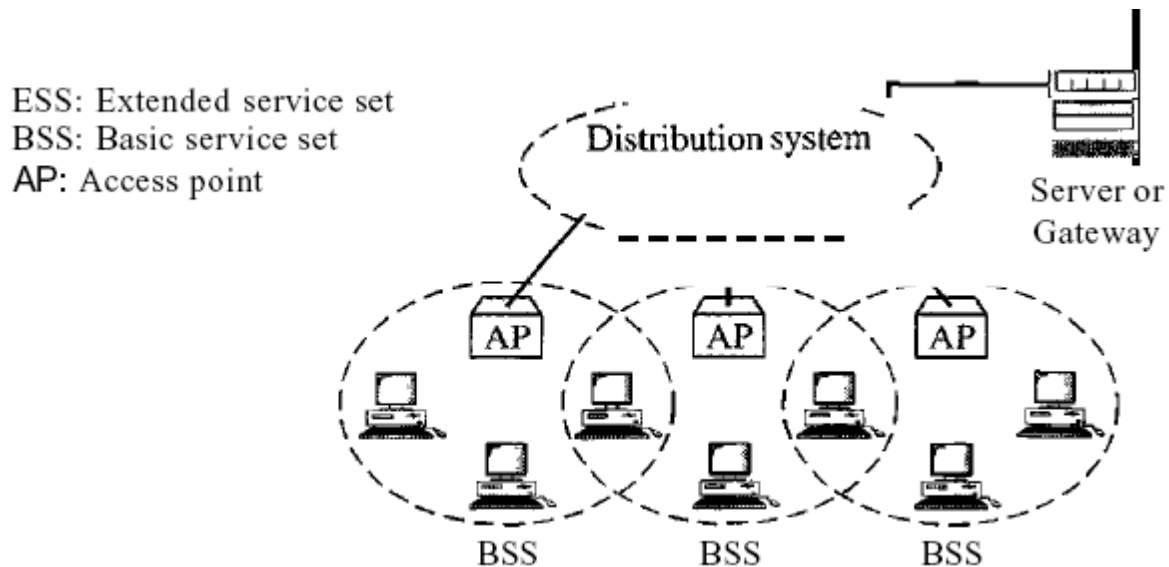 ESS: Extended service set
BSS: Basic service set
AP: Access point
Distribution system
Server or
Gateway
AP
AP
AP
BSS
BSS
BSS